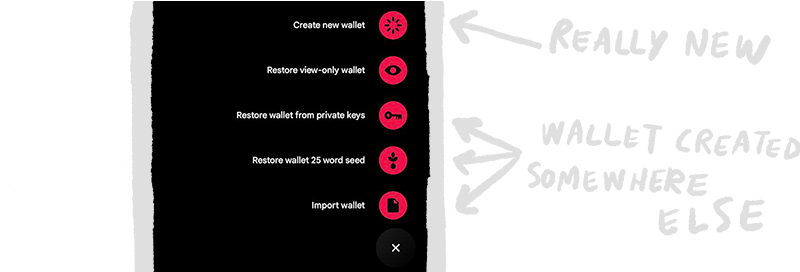 Create new wallet
REALLY NEW
Restore view-only wallet
Restore wallet from private keys
WALLET CREATED
SOMEWHERE
ELSE
Restore wallet 25 word seed
Import wallet